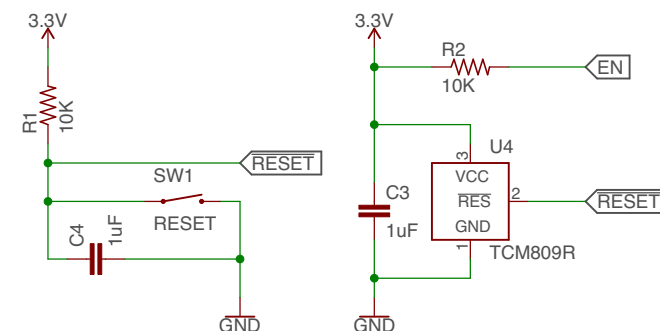 3.3V
R1
10K
RESET
SW1
RESET
C4
1uF
GND
3.3V
R2
10K
EN
U4
3
VCC
RES
2
RESET
GND
1
TCM809R
C3
1uF
GND